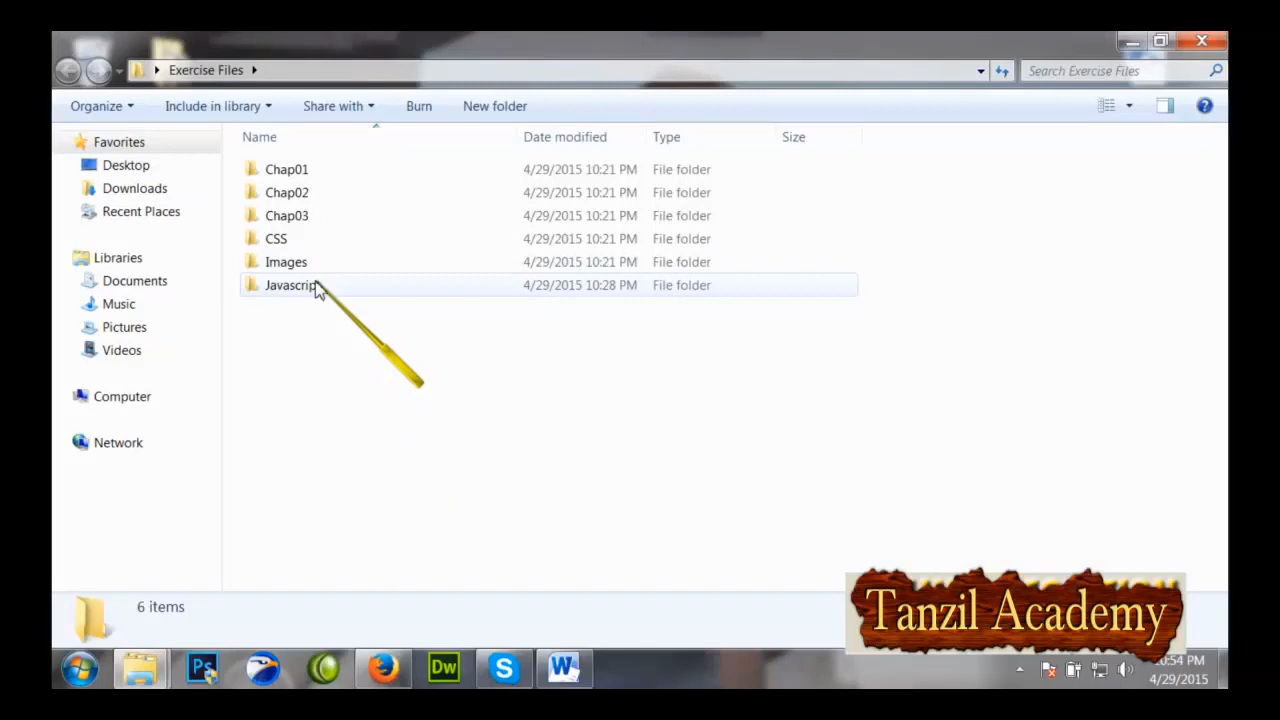 Exercise Files
Search Exercise Files
Organize Include in library Share with Burn New folder
Name Date modified Type Size
Favorites
Desktop
Downloads
Recent Places
Libraries
Documents
Music
Pictures
Videos
Computer
Network
Chap01 4/29/2015 10:21 PM File folder
Chap02 4/29/2015 10:21 PM File folder
Chap03 4/29/2015 10:21 PM File folder
CSS 4/29/2015 10:21 PM File folder
Images 4/29/2015 10:21 PM File folder
Javascrip 4/29/2015 10:28 PM File folder
6 items
Tanzil Academy
Ps
Dw
S
W
0:54 PM
4/29/2015